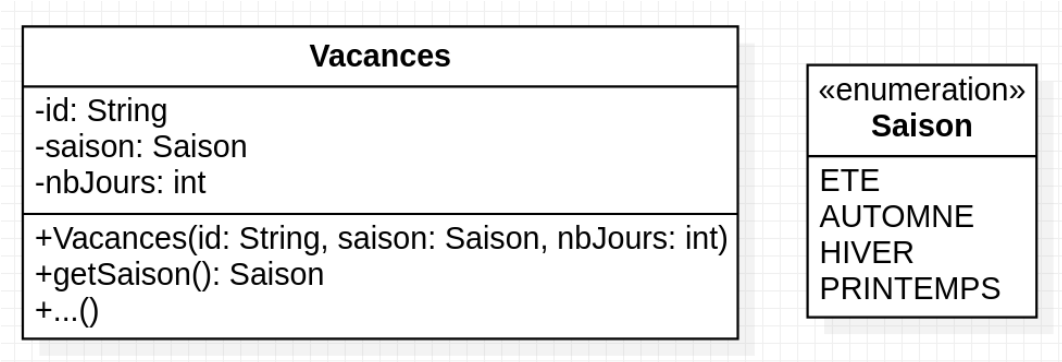 Vacances
-id: String
-saison: Saison
-nbJours: int
+Vacances(id: String, saison: Saison, nbJours: int)
+getSaison(): Saison
+...()
«enumeration»
Saison
ETE
AUTOMNE
HIVER
PRINTEMPS